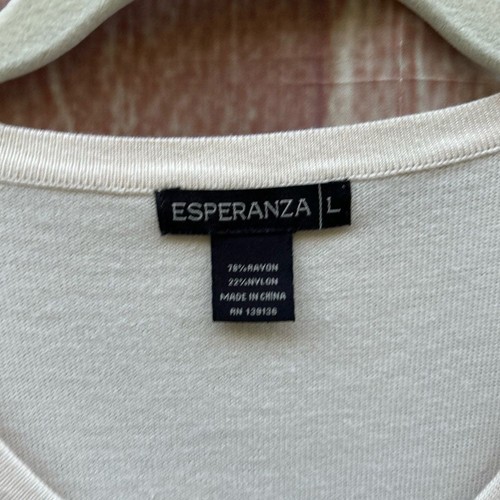 ESPERANZA L
78% RAYON
22% NYLON
MADE IN CHINA
RN 139136